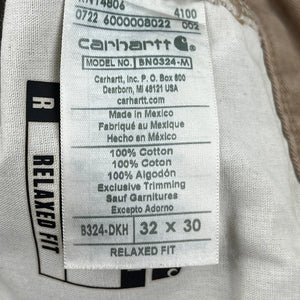 RN14806 4100
0722 6000008022 002
carhartt
MODEL NO. BN0324-M
Carhartt, Inc. P.O. Box 600
Dearborn, MI 48121 USA
carhartt.com
Made in Mexico
Fabriqué au Mexique
Hecho en México
100% Cotton
100% Coton
100% Algodón
Exclusive Trimming
Sauf Garnitures
Excepto Adorno
B324-DKH 32 X 30
RELAXED FIT
R RELAXED FIT